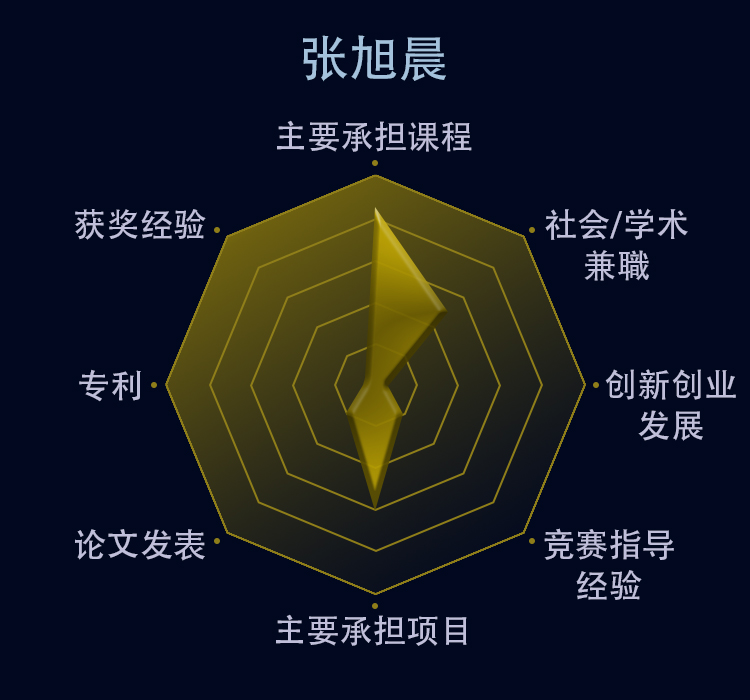 张旭晨
主要承担课程
获奖经验
社会/学术
兼職
专利
创新创业
发展
论文发表
竞赛指导
经验
主要承担项目